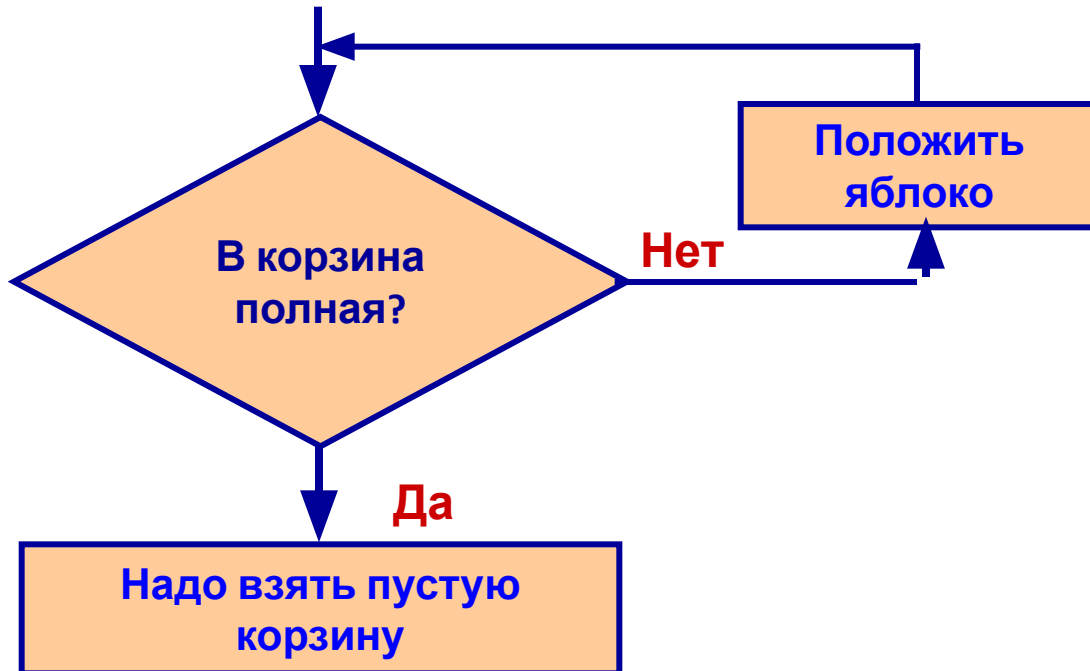 Положить
яблоко
В корзина
полная?
Нет
Да
Надо взять пустую
корзину